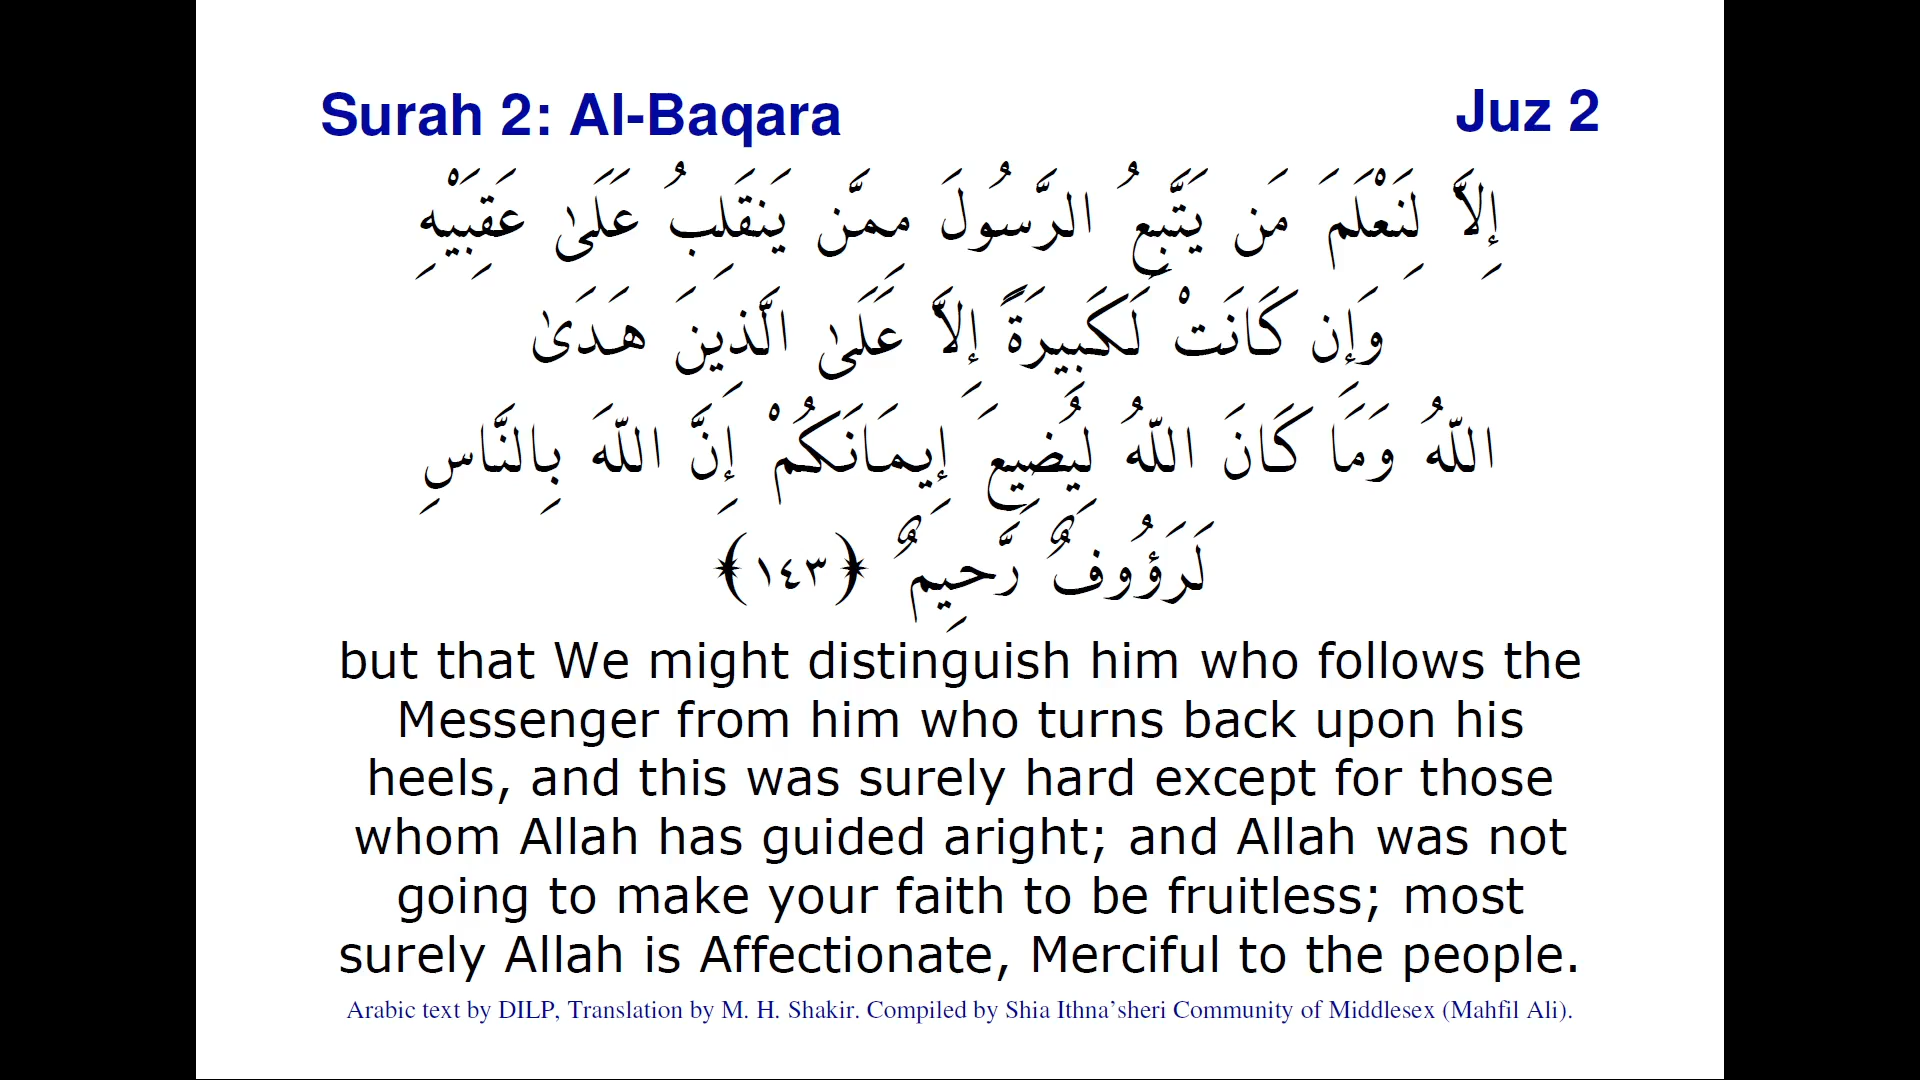 Surah 2: Al-Baqara Juz 2
إِلاَّ لِنَعْلَمَ مَن يَتَّبِعُ الرَّسُولَ مِمَّن يَنقَلِبُ عَلَىٰ عَقِبَيْهِ
وَإِن كَانَتْ لَكَبِيرَةً إِلاَّ عَلَىٰ الَّذِينَ هَدَىٰ
اللّهُ وَمَا كَانَ اللّهُ لِيُضِيعَ إِيمَانَكُمْ إِنَّ اللّهَ بِالنَّاسِ
لَرَؤُوفٌ رَّحِيمٌ ﴿١٤٣﴾
but that We might distinguish him who follows the
Messenger from him who turns back upon his
heels, and this was surely hard except for those
whom Allah has guided aright; and Allah was not
going to make your faith to be fruitless; most
surely Allah is Affectionate, Merciful to the people.
Arabic text by DILP, Translation by M. H. Shakir. Compiled by Shia Ithna’sheri Community of Middlesex (Mahfil Ali).